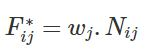 F*ij = wj . Nij